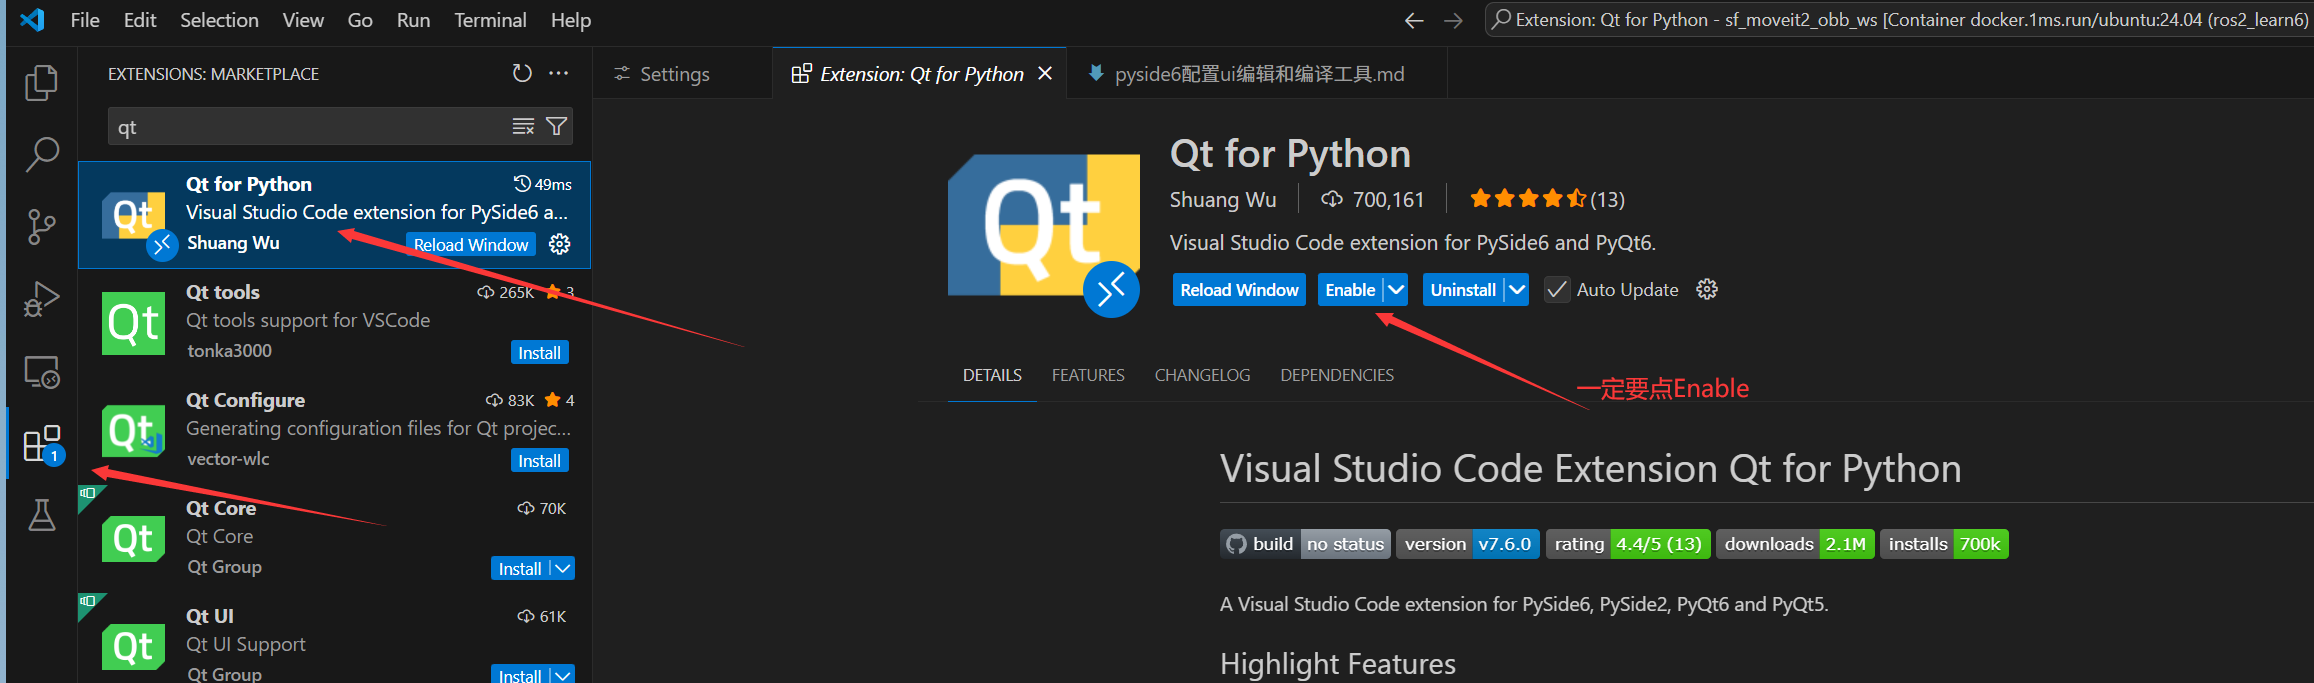 File Edit Selection View Go Run Terminal Help
Extension: Qt for Python - sf_moveit2_obb_ws [Container docker.1ms.run/ubuntu:24.04 (ros2_learn6)
EXTENSIONS: MARKETPLACE
Settings
Extension: Qt for Python
pyside6配置ui编辑和编译工具.md
qt
Qt for Python
49ms
Visual Studio Code extension for PySide6 a...
Shuang Wu
Reload Window
Qt tools
265K
3
Qt tools support for VSCode
tonka3000
Install
Qt Configure
83K
4
Generating configuration files for Qt projec...
vector-wlc
Install
Qt Core
70K
Qt Core
Qt Group
Install
Qt UI
61K
Qt UI Support
Qt Group
Install
1
Qt
Qt
Qt
Qt
Qt
Qt
Qt for Python
Shuang Wu
700,161
(13)
Visual Studio Code extension for PySide6 and PyQt6.
Reload Window
Enable
Uninstall
Auto Update
一定要点Enable
DETAILS FEATURES CHANGELOG DEPENDENCIES
Visual Studio Code Extension Qt for Python
build no status version v7.6.0 rating 4.4/5 (13) downloads 2.1M installs 700k
A Visual Studio Code extension for PySide6, PySide2, PyQt6 and PyQt5.
Highlight Features